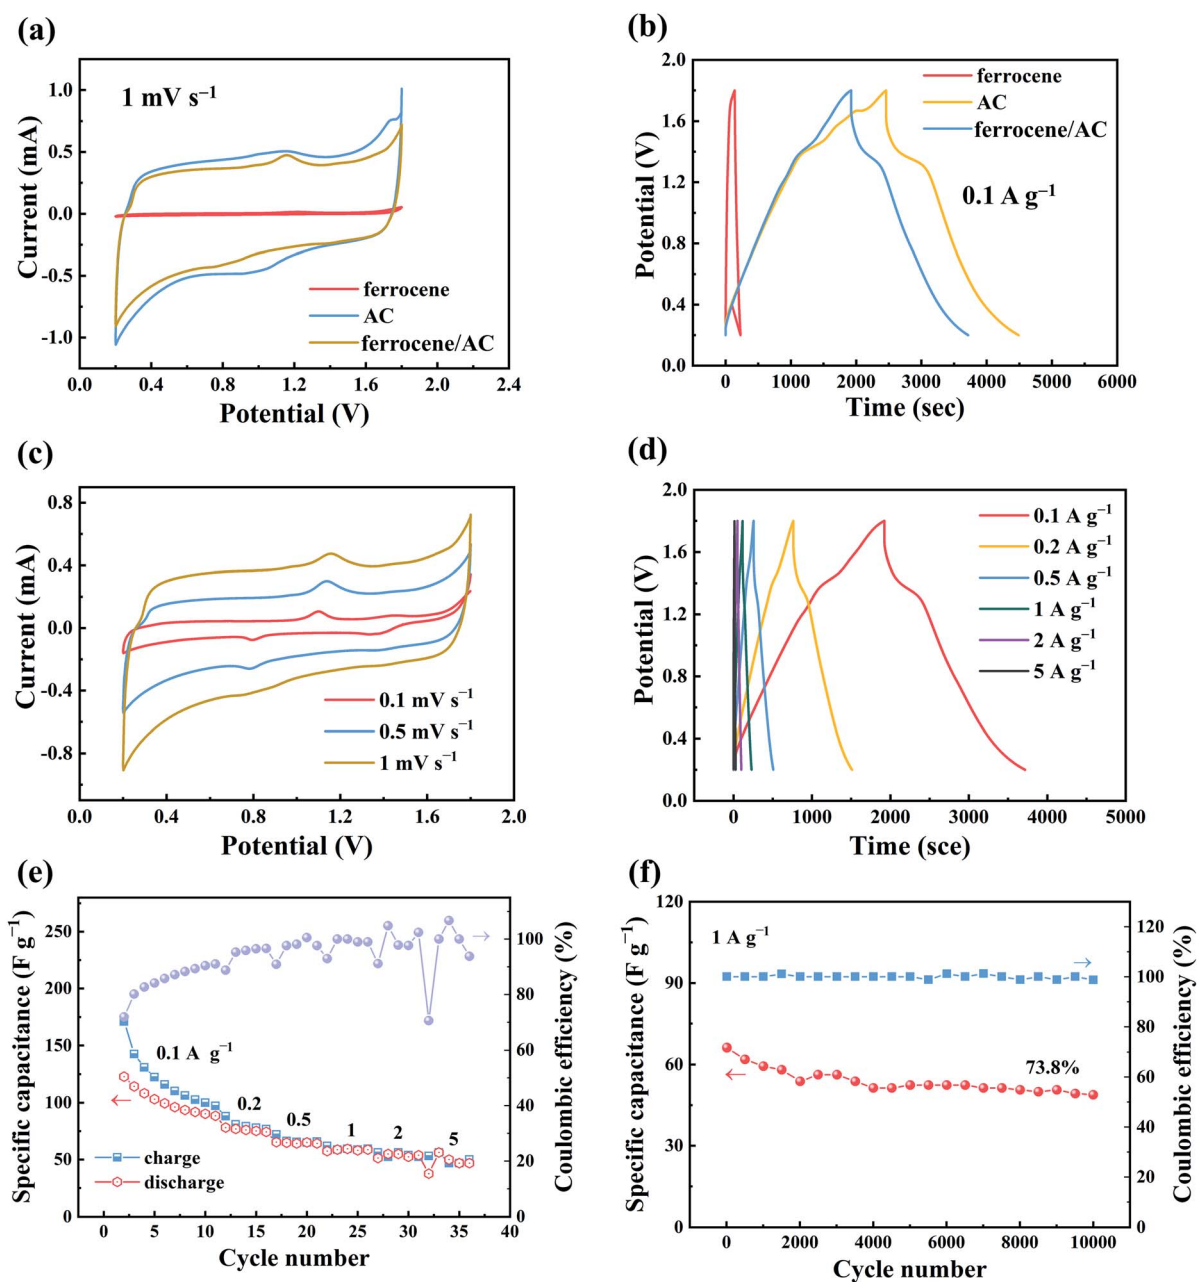 (a)
1.0
0.5
0.0
-0.5
-1.0
Current (mA)
1 mV s⁻¹
ferrocene
AC
ferrocene/AC
0.0 0.4 0.8 1.2 1.6 2.0 2.4
Potential (V)
(b)
2.0
1.6
1.2
0.8
0.4
0.0
Potential (V)
ferrocene
AC
ferrocene/AC
0.1 A g⁻¹
0 1000 2000 3000 4000 5000 6000
Time (sec)
(c)
0.8
0.4
0.0
-0.4
-0.8
Current (mA)
0.1 mV s⁻¹
0.5 mV s⁻¹
1 mV s⁻¹
0.0 0.4 0.8 1.2 1.6 2.0
Potential (V)
(d)
2.0
1.6
1.2
0.8
0.4
0.0
Potential (V)
0.1 A g⁻¹
0.2 A g⁻¹
0.5 A g⁻¹
1 A g⁻¹
2 A g⁻¹
5 A g⁻¹
0 1000 2000 3000 4000 5000
Time (sce)
(e)
250
200
150
100
50
0
Specific capacitance (F g⁻¹)
0.1 A g⁻¹
0.2
0.5
1
2
5
charge
discharge
→
←
100
80
60
40
20
0
Coulombic efficiency (%)
0 5 10 15 20 25 30 35 40
Cycle number
(f)
120
90
60
30
0
Specific capacitance (F g⁻¹)
1 A g⁻¹
→
←
73.8%
120
100
80
60
40
20
0
Coulombic efficiency (%)
0 2000 4000 6000 8000 10000
Cycle number